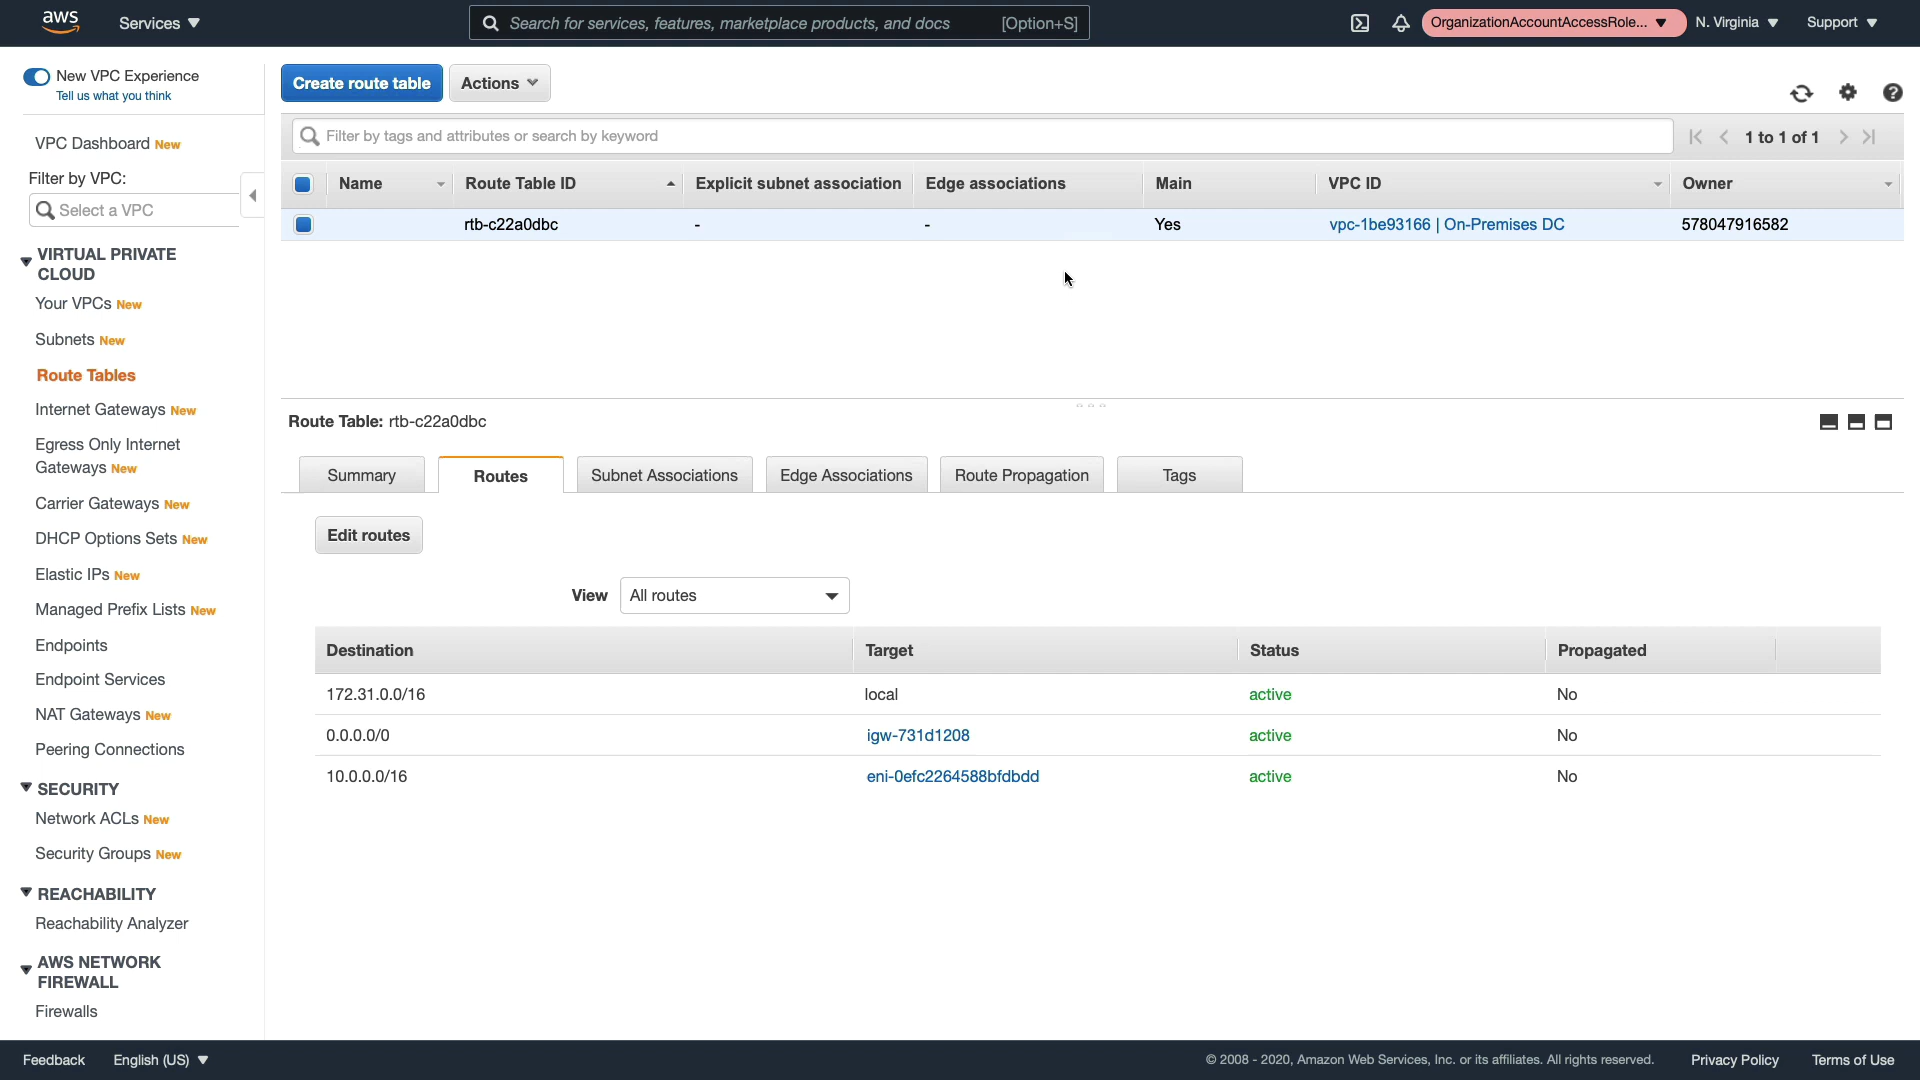 aws Services Search for services, features, marketplace products, and docs [Option+S] OrganizationAccountAccessRole... N. Virginia Support
New VPC Experience
Tell us what you think
VPC Dashboard New
Filter by VPC:
Select a VPC
VIRTUAL PRIVATE
CLOUD
Your VPCs New
Subnets New
Route Tables
Internet Gateways New
Egress Only Internet
Gateways New
Carrier Gateways New
DHCP Options Sets New
Elastic IPs New
Managed Prefix Lists New
Endpoints
Endpoint Services
NAT Gateways New
Peering Connections
SECURITY
Network ACLs New
Security Groups New
REACHABILITY
Reachability Analyzer
AWS NETWORK
FIREWALL
Firewalls
Create route table Actions
Filter by tags and attributes or search by keyword 1 to 1 of 1
Name Route Table ID Explicit subnet association Edge associations Main VPC ID Owner
rtb-c22a0dbc - - Yes vpc-1be93166 | On-Premises DC 578047916582
Route Table: rtb-c22a0dbc
Summary Routes Subnet Associations Edge Associations Route Propagation Tags
Edit routes
View All routes
Destination Target Status Propagated
172.31.0.0/16 local active No
0.0.0.0/0 igw-731d1208 active No
10.0.0.0/16 eni-0efc2264588bfdbdd active No
Feedback English (US) © 2008 - 2020, Amazon Web Services, Inc. or its affiliates. All rights reserved. Privacy Policy Terms of Use